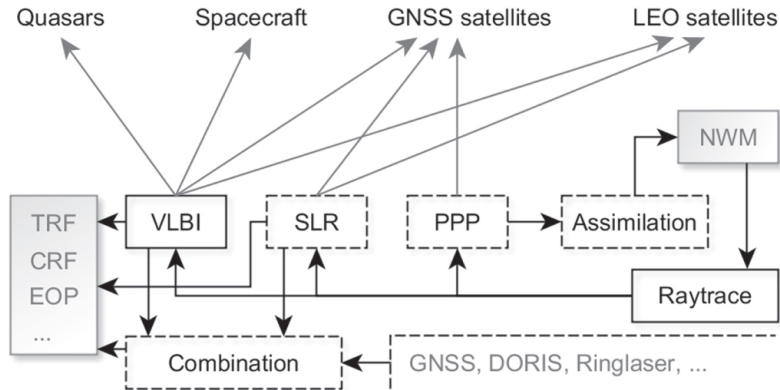 Quasars
Spacecraft
GNSS satellites
LEO satellites
NWM
TRF
CRF
EOP
...
VLBI
SLR
PPP
Assimilation
Raytrace
Combination
GNSS, DORIS, Ringlaser, ...